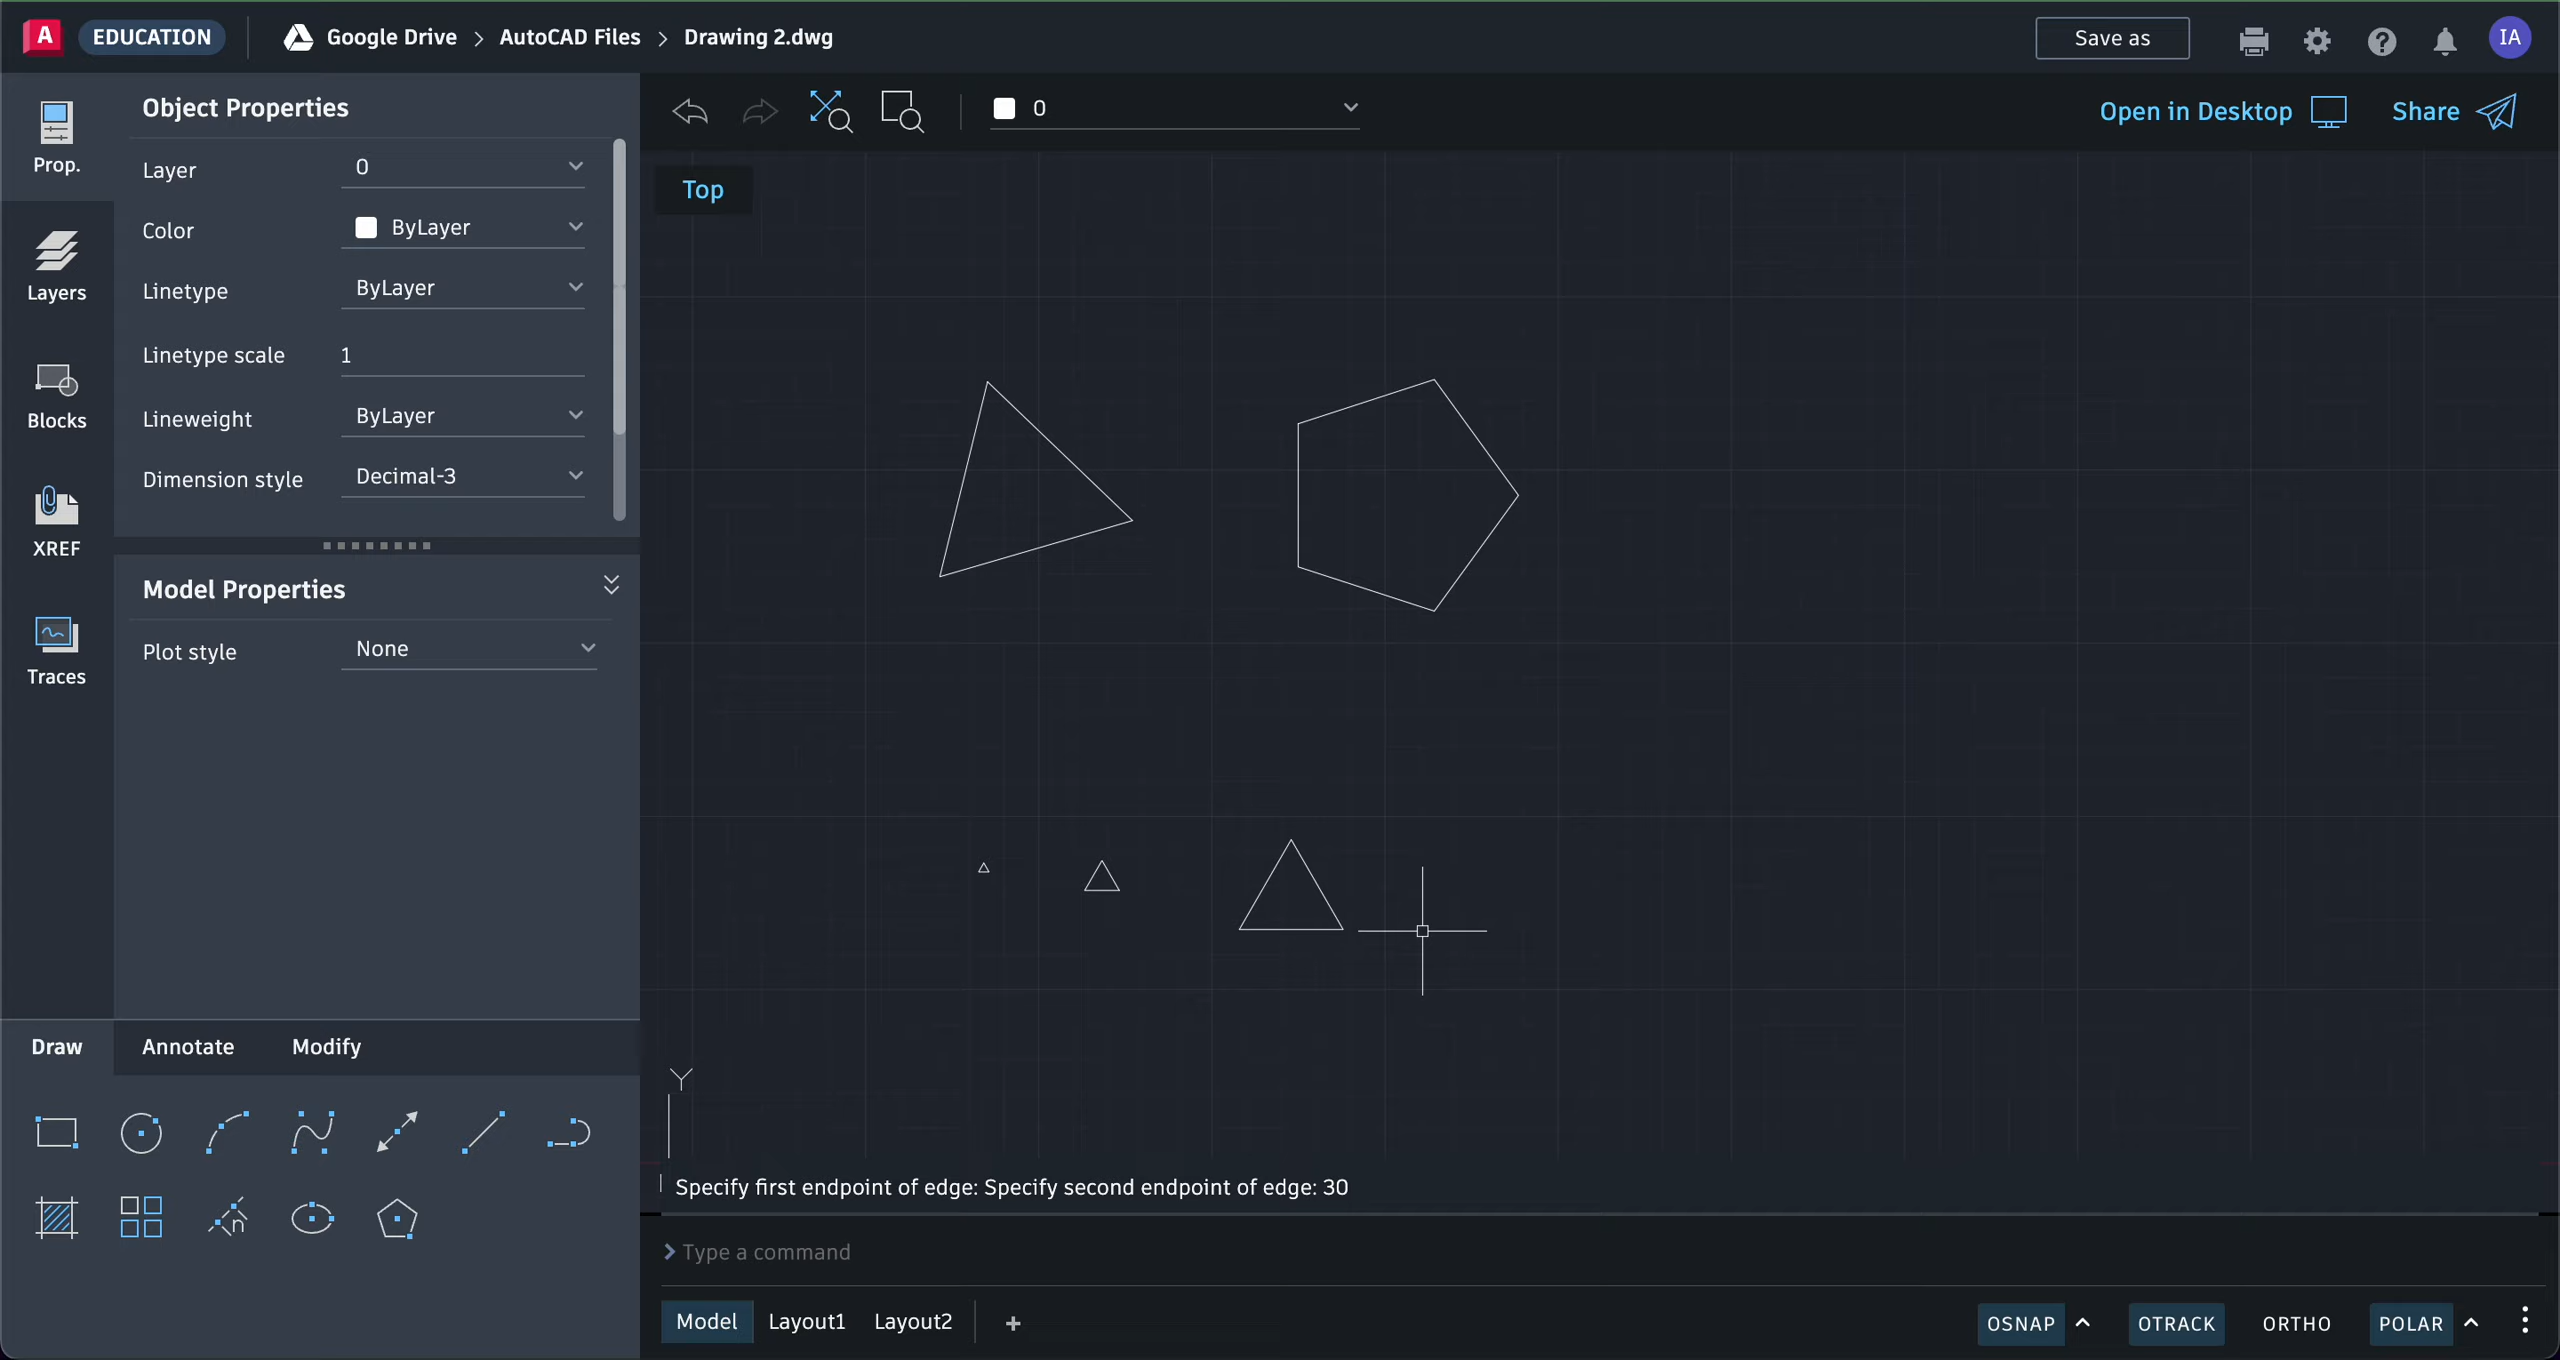 A EDUCATION Google Drive > AutoCAD Files > Drawing 2.dwg Save as IA
Object Properties
Prop.
Layer 0
Color ByLayer
Layers
Linetype ByLayer
Linetype scale 1
Blocks
Lineweight ByLayer
Dimension style Decimal-3
XREF
Model Properties
Plot style None
Traces
0
Open in Desktop Share
Top
Draw Annotate Modify
n
Y
Specify first endpoint of edge: Specify second endpoint of edge: 30
Type a command
Model Layout1 Layout2 +
OSNAP OTRACK ORTHO POLAR